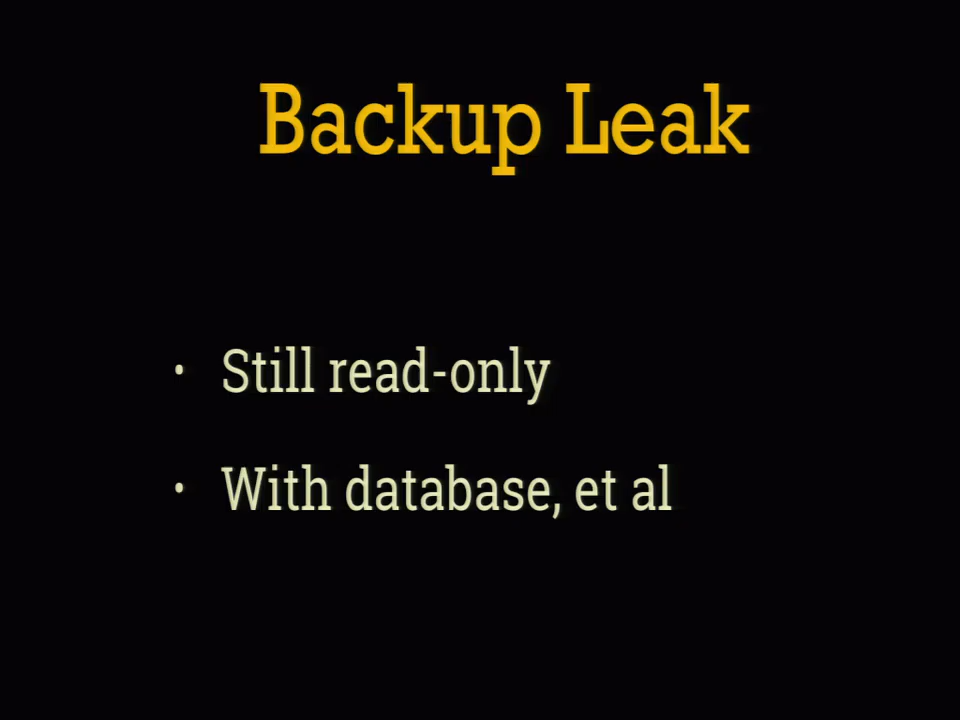 Backup Leak
· Still read-only
· With database, et al